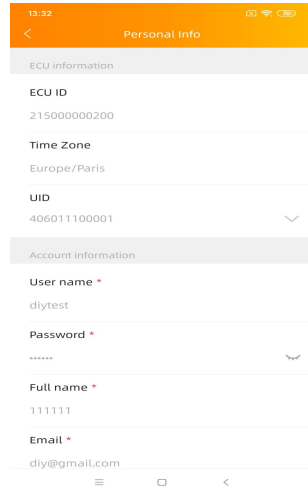 13:32
70
Personal Info
ECU information
ECU ID
215000000200
Time Zone
Europe/Paris
UID
406011100001
Account information
User name *
diytest
Password *
······
Full name *
111111
Email *
diy@gmail.com